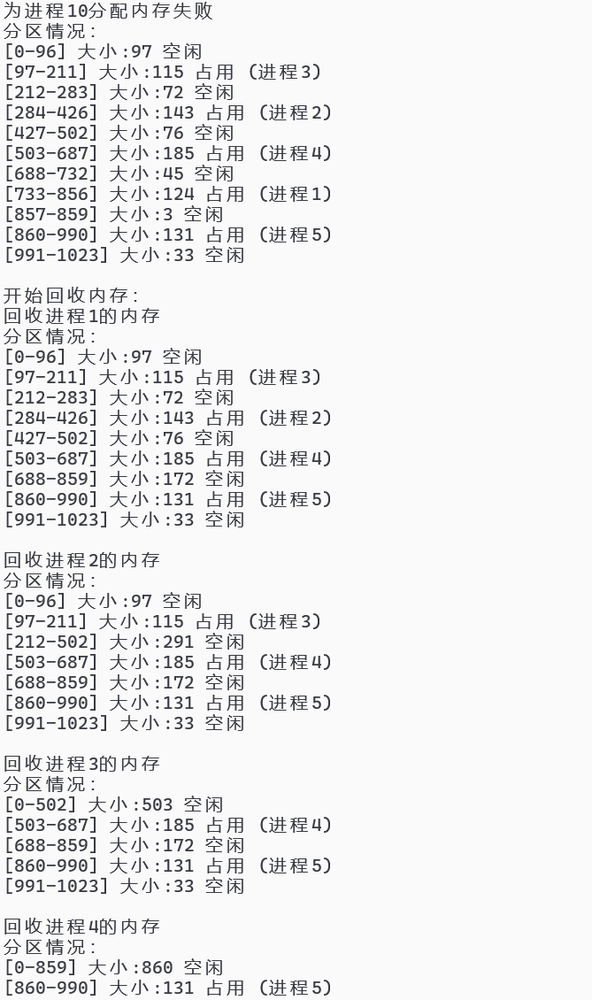 为进程10分配内存失败
分区情况:
[0-96] 大小:97 空闲
[97-211] 大小:115 占用 (进程3)
[212-283] 大小:72 空闲
[284-426] 大小:143 占用 (进程2)
[427-502] 大小:76 空闲
[503-687] 大小:185 占用 (进程4)
[688-732] 大小:45 空闲
[733-856] 大小:124 占用 (进程1)
[857-859] 大小:3 空闲
[860-990] 大小:131 占用 (进程5)
[991-1023] 大小:33 空闲

开始回收内存:
回收进程1的内存
分区情况:
[0-96] 大小:97 空闲
[97-211] 大小:115 占用 (进程3)
[212-283] 大小:72 空闲
[284-426] 大小:143 占用 (进程2)
[427-502] 大小:76 空闲
[503-687] 大小:185 占用 (进程4)
[688-859] 大小:172 空闲
[860-990] 大小:131 占用 (进程5)
[991-1023] 大小:33 空闲

回收进程2的内存
分区情况:
[0-96] 大小:97 空闲
[97-211] 大小:115 占用 (进程3)
[212-502] 大小:291 空闲
[503-687] 大小:185 占用 (进程4)
[688-859] 大小:172 空闲
[860-990] 大小:131 占用 (进程5)
[991-1023] 大小:33 空闲

回收进程3的内存
分区情况:
[0-502] 大小:503 空闲
[503-687] 大小:185 占用 (进程4)
[688-859] 大小:172 空闲
[860-990] 大小:131 占用 (进程5)
[991-1023] 大小:33 空闲

回收进程4的内存
分区情况:
[0-859] 大小:860 空闲
[860-990] 大小:131 占用 (进程5)